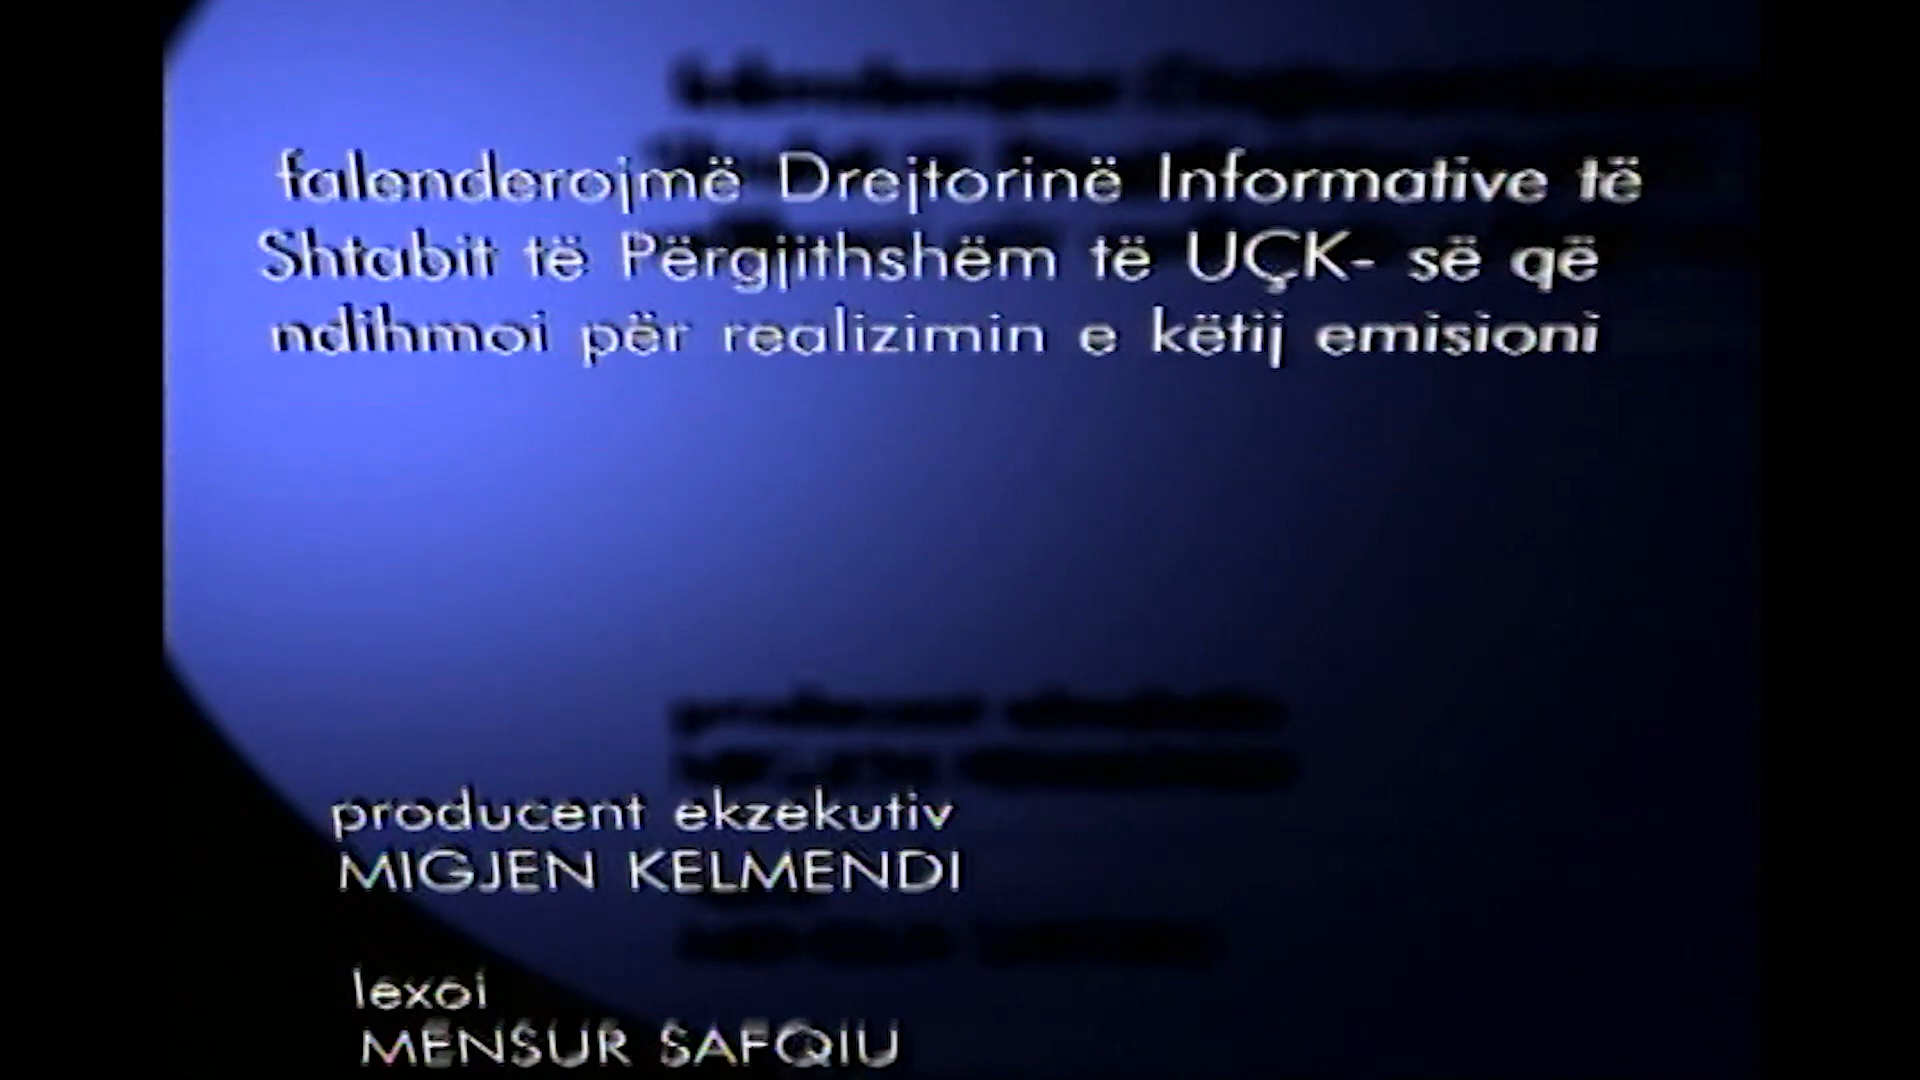 falenderojmë Drejtorinë Informative të
Shtabit të Përgjithshëm të UÇK- së që
ndihmoi për realizimin e këtij emisioni
producent ekzekutiv
MIGJEN KELMENDI
lexoi
MENSUR SAFQIU